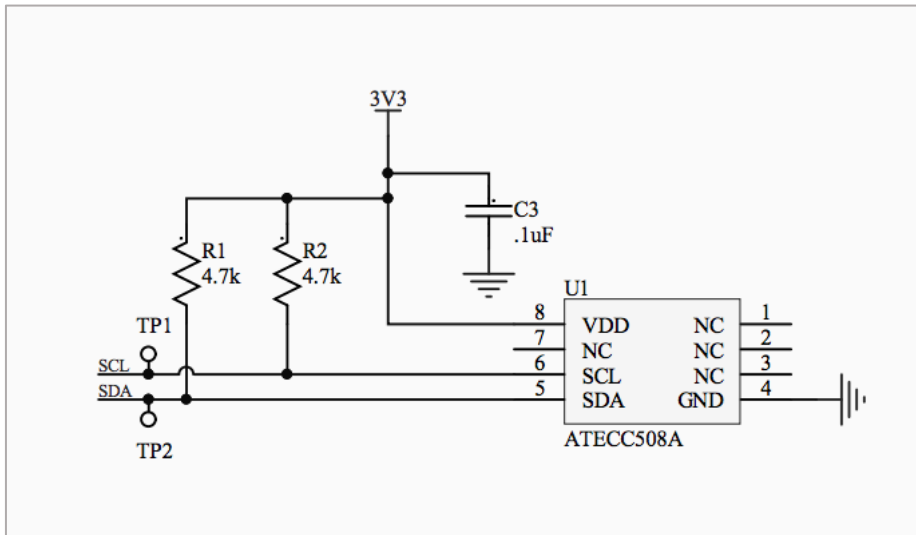 3V3
C3
.1uF
R1
4.7k
R2
4.7k
U1
TP1
SCL
SDA
TP2
8 VDD NC 1
7 NC NC 2
6 SCL NC 3
5 SDA GND 4
ATECC508A